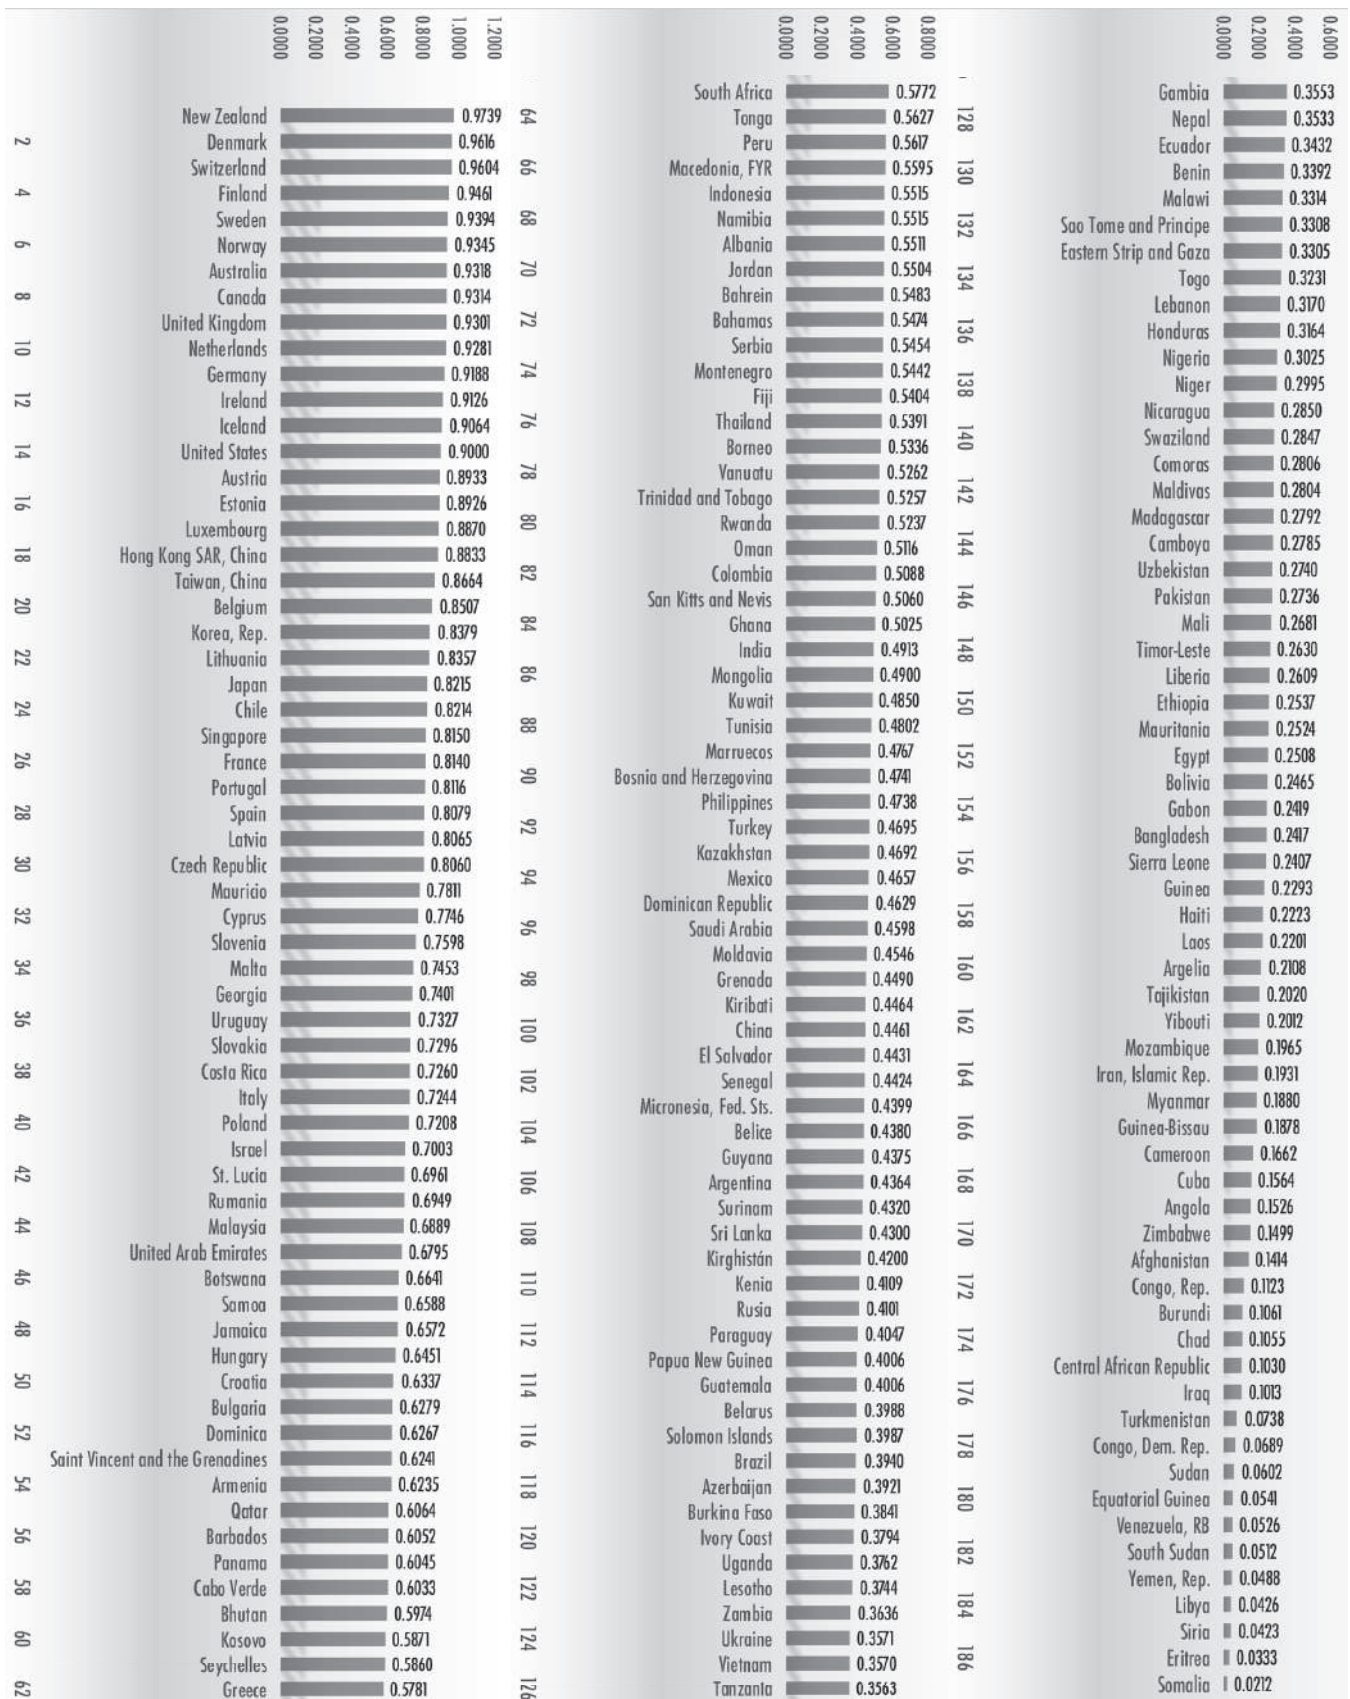 0.0000 0.2000 0.4000 0.6000 0.8000 1.0000 1.2000
New Zealand 0.9739
2 Denmark 0.9616
Switzerland 0.9604
4 Finland 0.9461
Sweden 0.9394
6 Norway 0.9345
Australia 0.9318
8 Canada 0.9314
United Kingdom 0.9301
10 Netherlands 0.9281
Germany 0.9188
12 Ireland 0.9126
Iceland 0.9064
14 United States 0.9000
Austria 0.8933
16 Estonia 0.8926
Luxembourg 0.8870
18 Hong Kong SAR, China 0.8833
Taiwan, China 0.8664
20 Belgium 0.8507
Korea, Rep. 0.8379
22 Lithuania 0.8357
Japan 0.8215
24 Chile 0.8214
Singapore 0.8150
26 France 0.8140
Portugal 0.8116
28 Spain 0.8079
Latvia 0.8065
30 Czech Republic 0.8060
Mauricio 0.7811
32 Cyprus 0.7746
Slovenia 0.7598
34 Malta 0.7453
Georgia 0.7401
36 Uruguay 0.7327
Slovakia 0.7296
38 Costa Rica 0.7260
Italy 0.7244
40 Poland 0.7208
Israel 0.7003
42 St. Lucia 0.6961
Rumania 0.6949
44 Malaysia 0.6889
United Arab Emirates 0.6795
46 Botswana 0.6641
Samoa 0.6588
48 Jamaica 0.6572
Hungary 0.6451
50 Croatia 0.6337
Bulgaria 0.6279
52 Dominica 0.6267
Saint Vincent and the Grenadines 0.6241
54 Armenia 0.6235
Qatar 0.6064
56 Barbados 0.6052
Panama 0.6045
58 Cabo Verde 0.6033
Bhutan 0.5974
60 Kosovo 0.5871
Seychelles 0.5860
62 Greece 0.5781
0.0000 0.2000 0.4000 0.6000 0.8000
South Africa 0.5772
64 Tonga 0.5627
Peru 0.5617
66 Macedonia, FYR 0.5595
Indonesia 0.5515
68 Namibia 0.5515
Albania 0.5511
70 Jordan 0.5504
Bahrein 0.5483
72 Bahamas 0.5474
Serbia 0.5454
74 Montenegro 0.5442
Fiji 0.5404
76 Thailand 0.5391
Borneo 0.5336
78 Vanuatu 0.5262
Trinidad and Tobago 0.5257
80 Rwanda 0.5237
Oman 0.5116
82 Colombia 0.5088
San Kitts and Nevis 0.5060
84 Ghana 0.5025
India 0.4913
86 Mongolia 0.4900
Kuwait 0.4850
88 Tunisia 0.4802
Marruecos 0.4767
90 Bosnia and Herzegovina 0.4741
Philippines 0.4738
92 Turkey 0.4695
Kazakhstan 0.4692
94 Mexico 0.4657
Dominican Republic 0.4629
96 Saudi Arabia 0.4598
Moldavia 0.4546
98 Grenada 0.4490
Kiribati 0.4464
100 China 0.4461
El Salvador 0.4431
102 Senegal 0.4424
Micronesia, Fed. Sts. 0.4399
104 Belice 0.4380
Guyana 0.4375
106 Argentina 0.4364
Surinam 0.4320
108 Sri Lanka 0.4300
Kirghistán 0.4200
110 Kenia 0.4109
Rusia 0.4101
112 Paraguay 0.4047
Papua New Guinea 0.4006
114 Guatemala 0.4006
Belarus 0.3988
116 Solomon Islands 0.3987
Brazil 0.3940
118 Azerbaijan 0.3921
Burkina Faso 0.3841
120 Ivory Coast 0.3794
Uganda 0.3762
122 Lesotho 0.3744
Zambia 0.3636
124 Ukraine 0.3571
Vietnam 0.3570
126 Tanzanta 0.3563
0.0000 0.2000 0.4000 0.6000
Gambia 0.3553
128 Nepal 0.3533
Ecuador 0.3432
130 Benin 0.3392
Malawi 0.3314
132 Sao Tome and Principe 0.3308
Eastern Strip and Gaza 0.3305
134 Togo 0.3231
Lebanon 0.3170
136 Honduras 0.3164
Nigeria 0.3025
138 Niger 0.2995
Nicaragua 0.2850
140 Swaziland 0.2847
Comoras 0.2806
142 Maldivas 0.2804
Madagascar 0.2792
144 Camboya 0.2785
Uzbekistan 0.2740
146 Pakistan 0.2736
Mali 0.2681
148 Timor-Leste 0.2630
Liberia 0.2609
150 Ethiopia 0.2537
Mauritania 0.2524
152 Egypt 0.2508
Bolivia 0.2465
154 Gabon 0.2419
Bangladesh 0.2417
156 Sierra Leone 0.2407
Guinea 0.2293
158 Haiti 0.2223
Laos 0.2201
160 Argelia 0.2108
Tajikistan 0.2020
162 Yibouti 0.2012
Mozambique 0.1965
164 Iran, Islamic Rep. 0.1931
Myanmar 0.1880
166 Guinea-Bissau 0.1878
Cameroon 0.1662
168 Cuba 0.1564
Angola 0.1526
170 Zimbabwe 0.1499
Afghanistan 0.1414
172 Congo, Rep. 0.1123
Burundi 0.1061
174 Chad 0.1055
Central African Republic 0.1030
176 Iraq 0.1013
Turkmenistan 0.0738
178 Congo, Dem. Rep. 0.0689
Sudan 0.0602
180 Equatorial Guinea 0.0541
Venezuela, RB 0.0526
182 South Sudan 0.0512
Yemen, Rep. 0.0488
184 Libya 0.0426
Siria 0.0423
186 Eritrea 0.0333
Somalia 0.0212